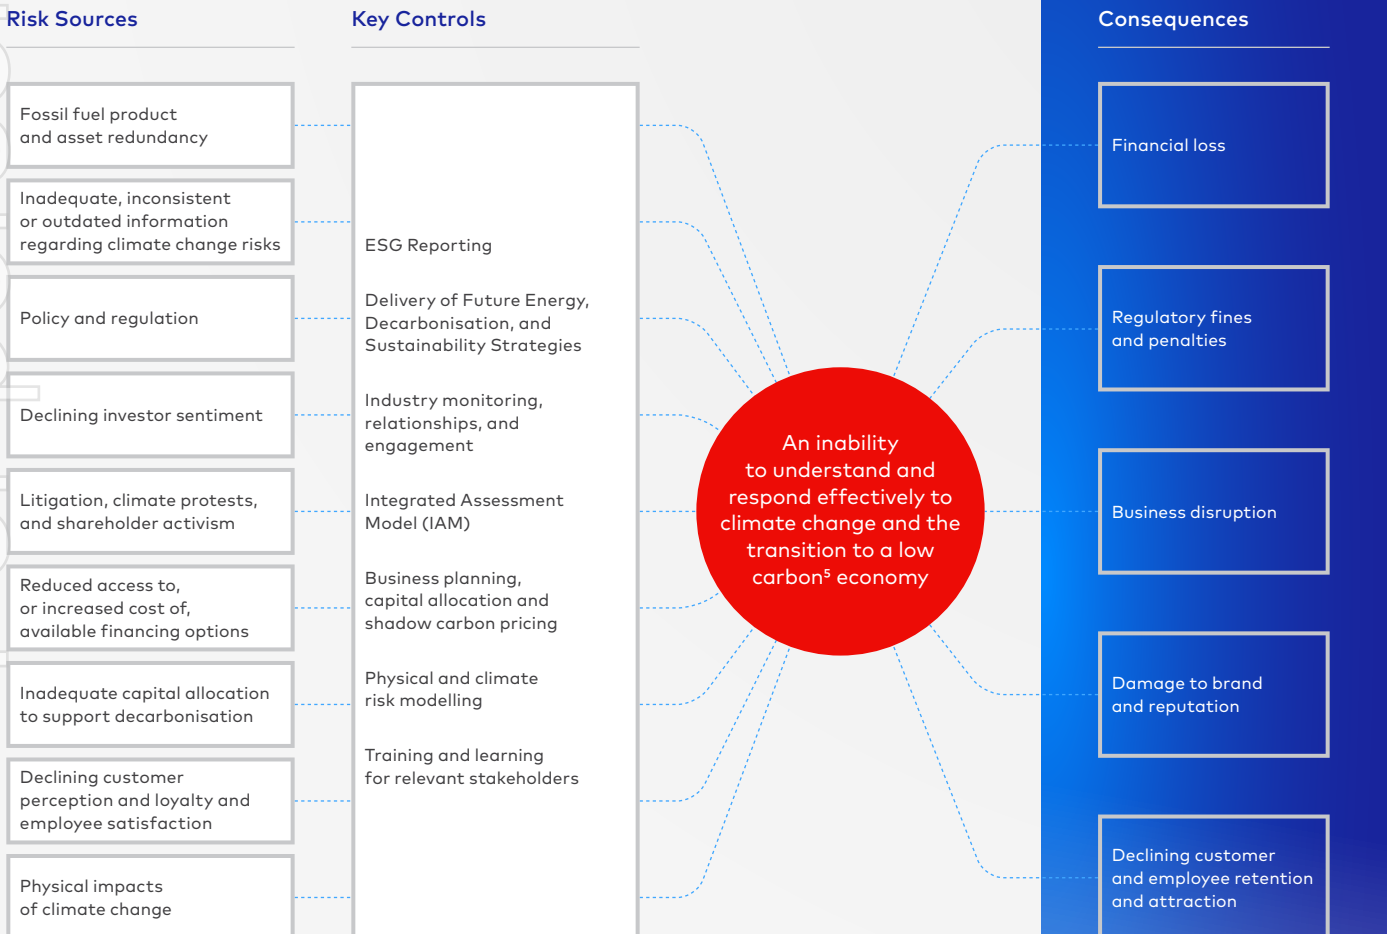 Risk Sources
Fossil fuel product
and asset redundancy
Inadequate, inconsistent
or outdated information
regarding climate change risks
Policy and regulation
Declining investor sentiment
Litigation, climate protests,
and shareholder activism
Reduced access to,
or increased cost of,
available financing options
Inadequate capital allocation
to support decarbonisation
Declining customer
perception and loyalty and
employee satisfaction
Physical impacts
of climate change
Key Controls
ESG Reporting
Delivery of Future Energy,
Decarbonisation, and
Sustainability Strategies
Industry monitoring,
relationships, and
engagement
Integrated Assessment
Model (IAM)
Business planning,
capital allocation and
shadow carbon pricing
Physical and climate
risk modelling
Training and learning
for relevant stakeholders
An inability
to understand and
respond effectively to
climate change and the
transition to a low
carbon⁵ economy
Consequences
Financial loss
Regulatory fines
and penalties
Business disruption
Damage to brand
and reputation
Declining customer
and employee retention
and attraction